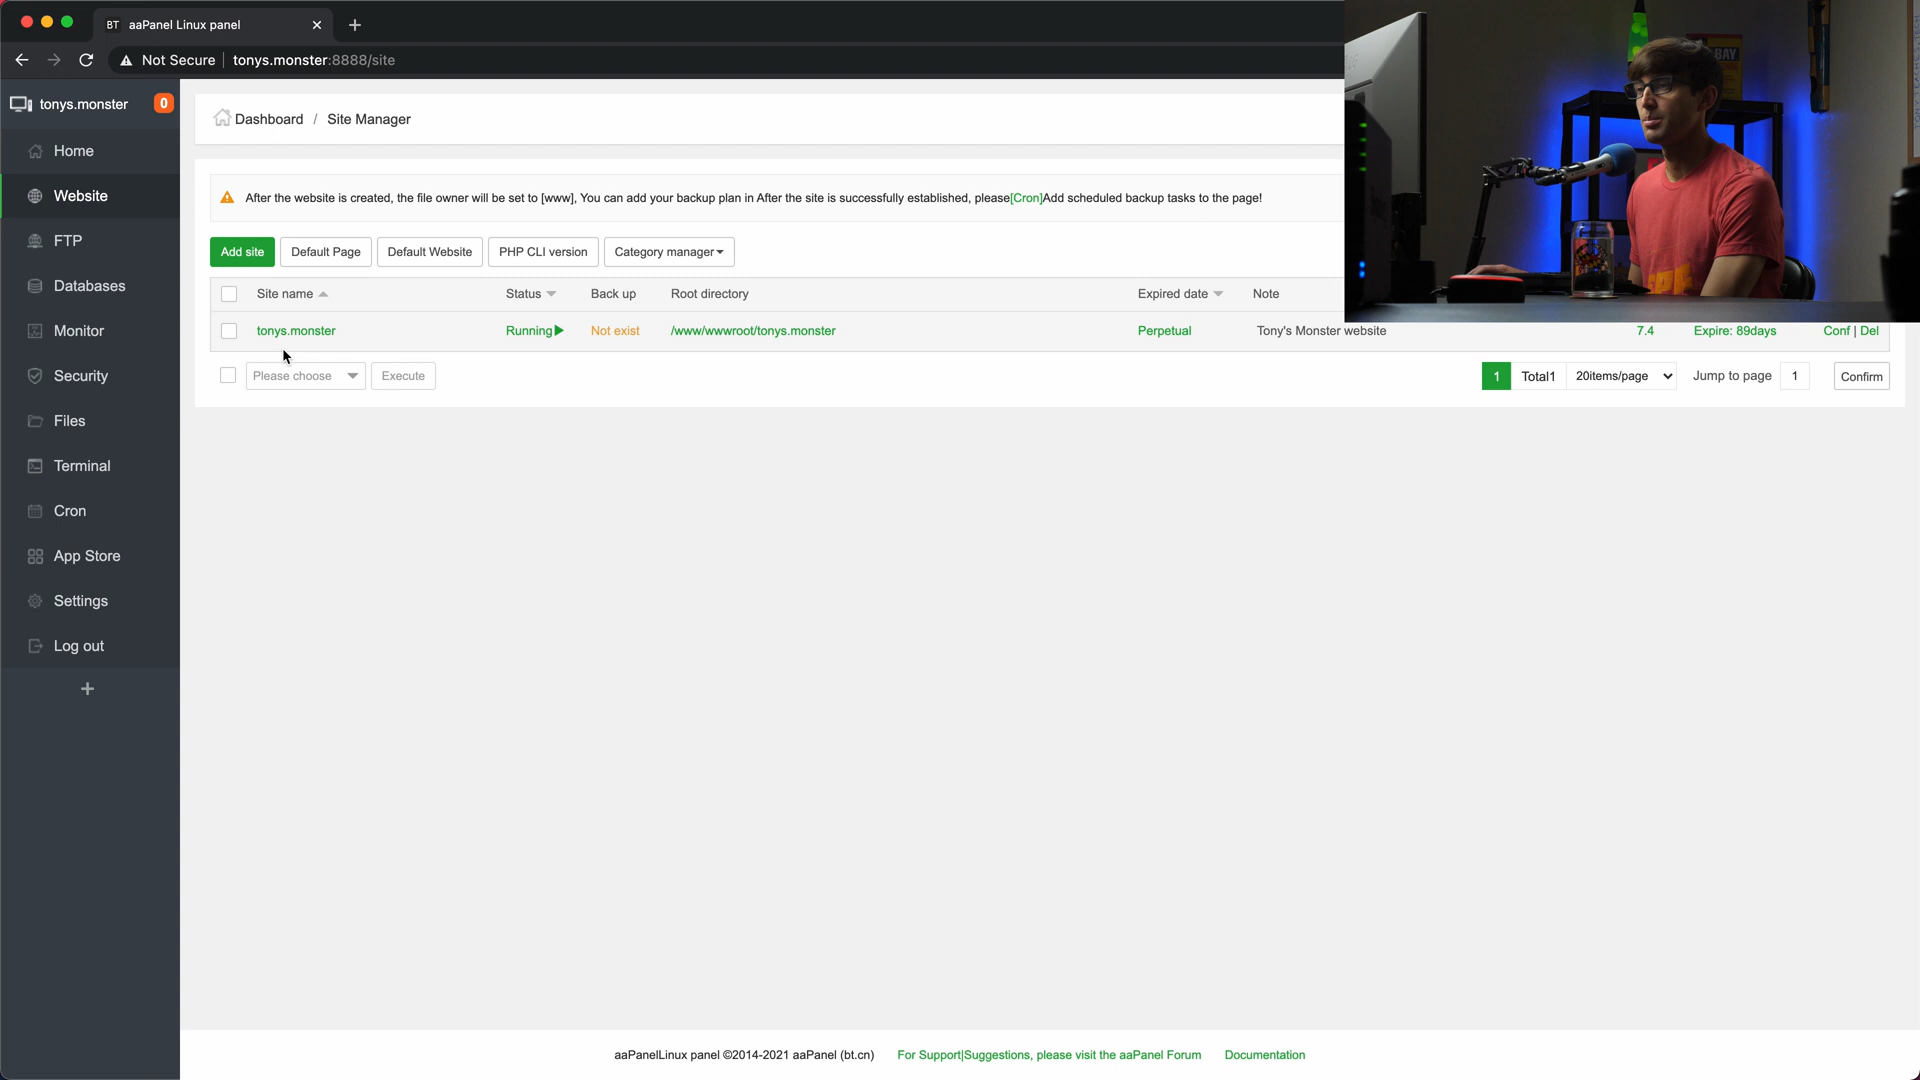 BT aaPanel Linux panel
Not Secure tonys.monster:8888/site
tonys.monster 0
Home
Website
FTP
Databases
Monitor
Security
Files
Terminal
Cron
App Store
Settings
Log out
Dashboard / Site Manager
After the website is created, the file owner will be set to [www], You can add your backup plan in After the site is successfully established, please[Cron]Add scheduled backup tasks to the page!
Add site Default Page Default Website PHP CLI version Category manager
Site name Status Back up Root directory Expired date Note
tonys.monster Running Not exist /www/wwwroot/tonys.monster Perpetual Tony's Monster website 7.4 Expire: 89days Conf | Del
Please choose Execute 1 Total1 20items/page Jump to page 1 Confirm
aaPanelLinux panel ©2014-2021 aaPanel (bt.cn) For Support|Suggestions, please visit the aaPanel Forum Documentation
BAY